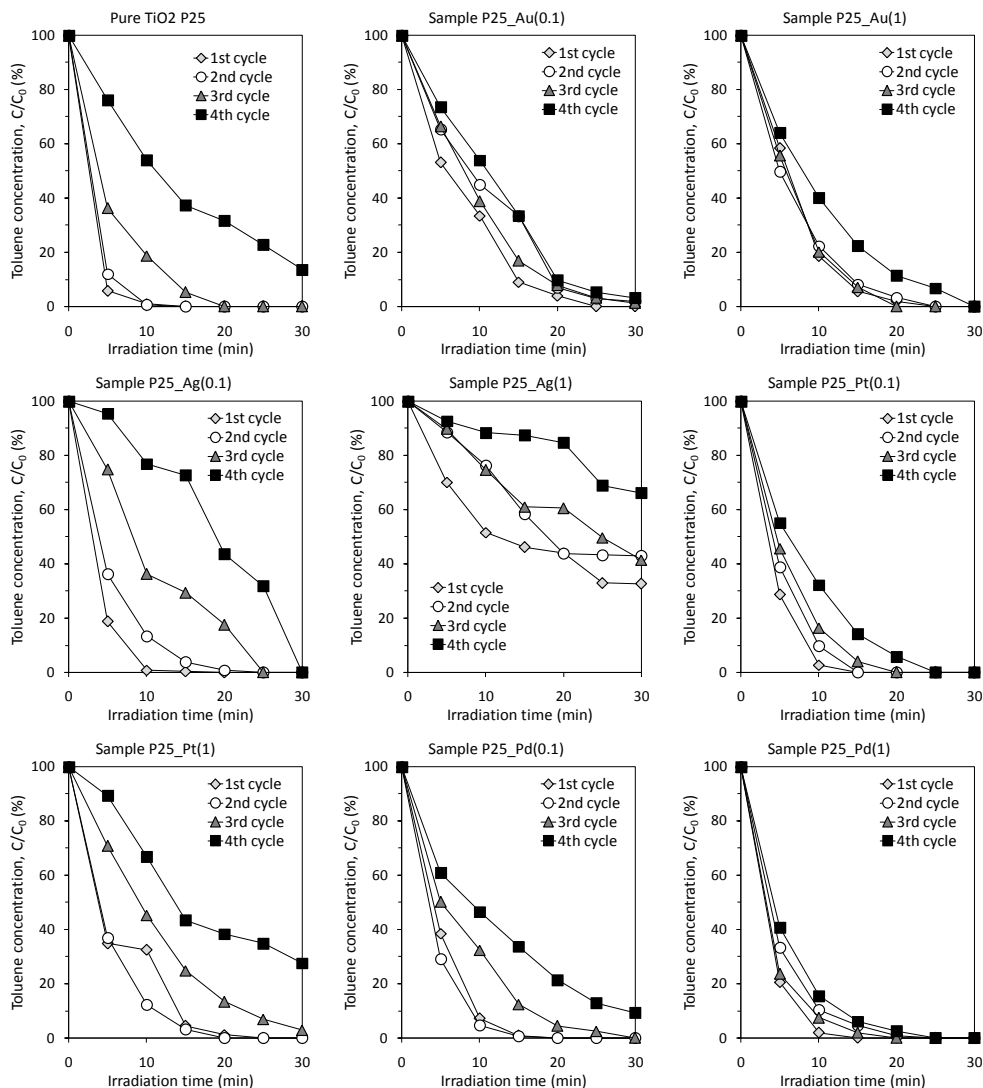 Pure TiO2 P25
100
80
60
40
20
0
0 10 20 30
Toluene concentration, C/C0 (%)
Irradiation time (min)
1st cycle
2nd cycle
3rd cycle
4th cycle
Sample P25_Au(0.1)
100
80
60
40
20
0
0 10 20 30
Toluene concentration, C/C0 (%)
Irradiation time (min)
1st cycle
2nd cycle
3rd cycle
4th cycle
Sample P25_Au(1)
100
80
60
40
20
0
0 10 20 30
Toluene concentration, C/C0 (%)
Irradiation time (min)
1st cycle
2nd cycle
3rd cycle
4th cycle
Sample P25_Ag(0.1)
100
80
60
40
20
0
0 10 20 30
Toluene concentration, C/C0 (%)
Irradiation time (min)
1st cycle
2nd cycle
3rd cycle
4th cycle
Sample P25_Ag(1)
100
80
60
40
20
0
0 10 20 30
Toluene concentration, C/C0 (%)
Irradiation time (min)
1st cycle
2nd cycle
3rd cycle
4th cycle
Sample P25_Pt(0.1)
100
80
60
40
20
0
0 10 20 30
Toluene concentration, C/C0 (%)
Irradiation time (min)
1st cycle
2nd cycle
3rd cycle
4th cycle
Sample P25_Pt(1)
100
80
60
40
20
0
0 10 20 30
Toluene concentration, C/C0 (%)
Irradiation time (min)
1st cycle
2nd cycle
3rd cycle
4th cycle
Sample P25_Pd(0.1)
100
80
60
40
20
0
0 10 20 30
Toluene concentration, C/C0 (%)
Irradiation time (min)
1st cycle
2nd cycle
3rd cycle
4th cycle
Sample P25_Pd(1)
100
80
60
40
20
0
0 10 20 30
Toluene concentration, C/C0 (%)
Irradiation time (min)
1st cycle
2nd cycle
3rd cycle
4th cycle